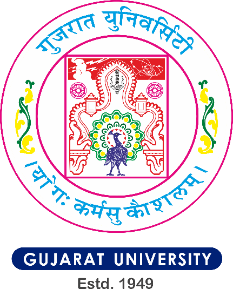 गुजरात युनिवर्सिटी
। योगः कर्मसु कौशलम् ।
GUJARAT UNIVERSITY
Estd. 1949